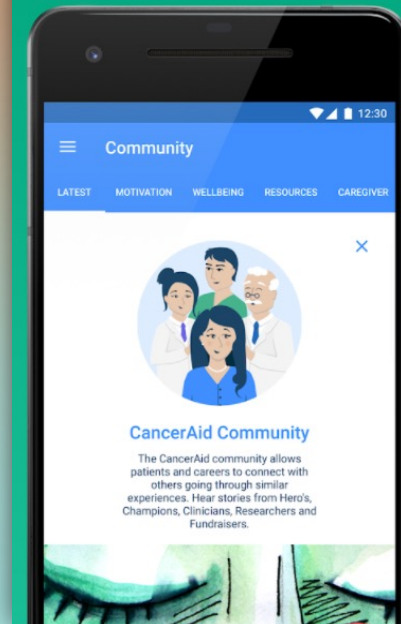 12:30
Community
LATEST MOTIVATION WELLBEING RESOURCES CAREGIVER
CancerAid Community
The CancerAid community allows
patients and careers to connect with
others going through similar
experiences. Hear stories from Hero's,
Champions, Clinicians, Researchers and
Fundraisers.